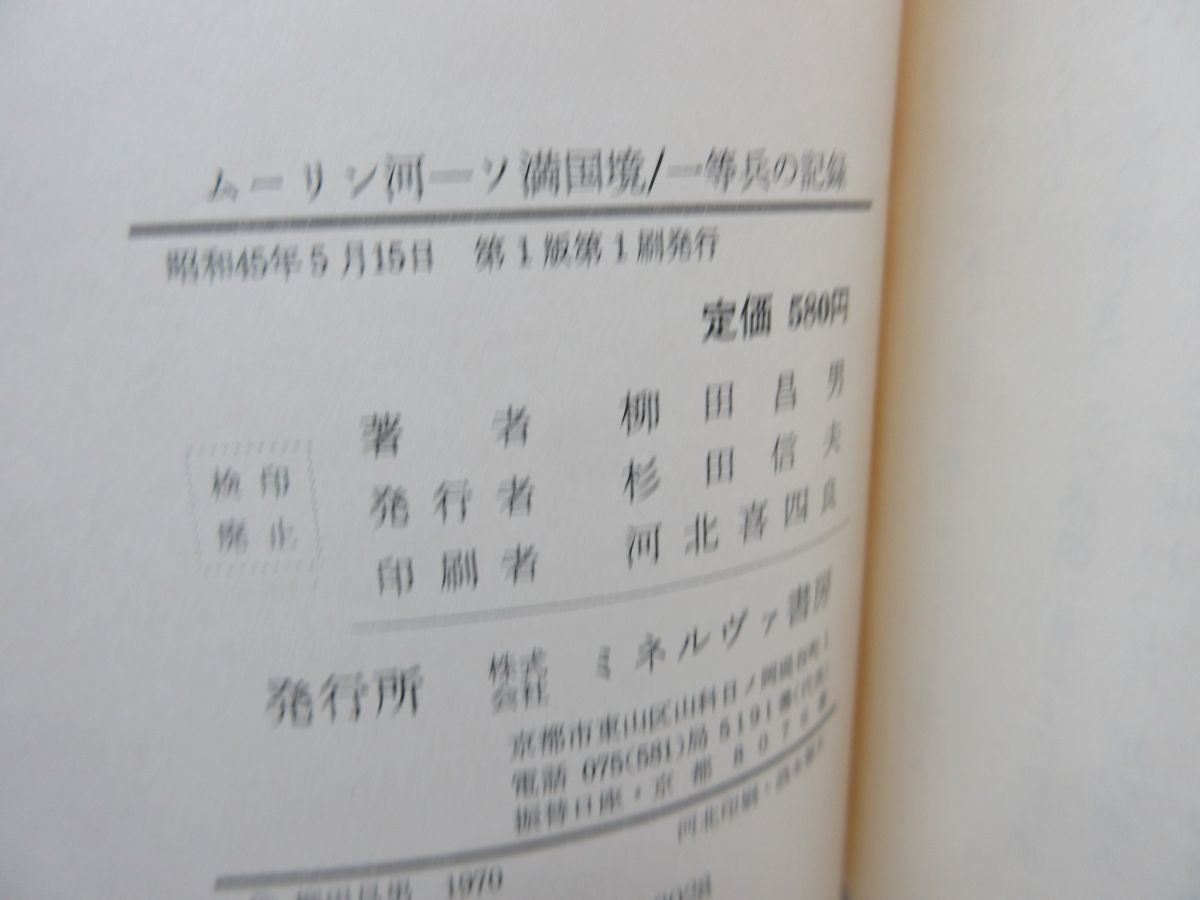 ムーリン河ーソ満国境/一等兵の記録
昭和45年5月15日 第1版第1刷発行
定価 580円
検印
廃止
著者 柳田昌男
発行者 杉田信夫
印刷者 河北喜四良
発行所 株式会社 ミネルヴァ書房
京都市東山区山科日ノ岡堤谷町1
電話 075(581)局 5191番(代表)
振替口座・京都 8076番
河北印刷・
© 柳田昌男 1970